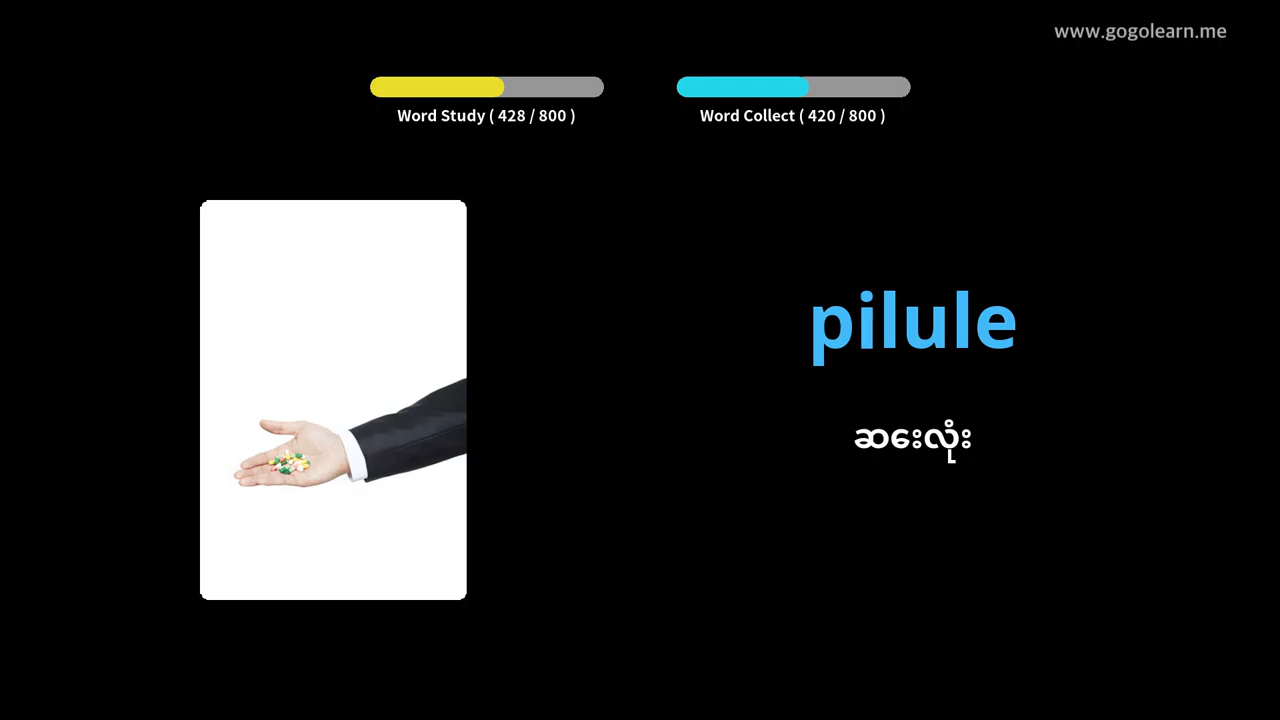 www.gogolearn.me
Word Study ( 428 / 800 )
Word Collect ( 420 / 800 )
pilule
ဆေးလုံး